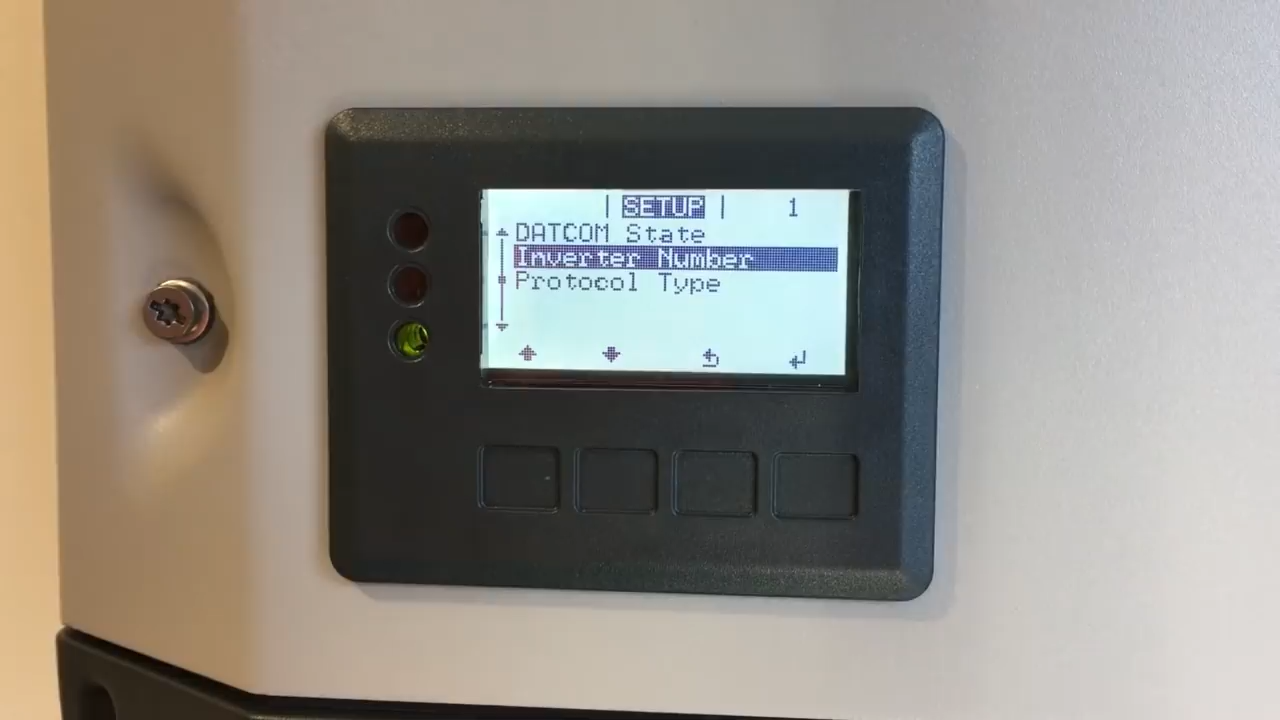 | SETUP | 1
DATCOM State
Inverter Number
Protocol Type